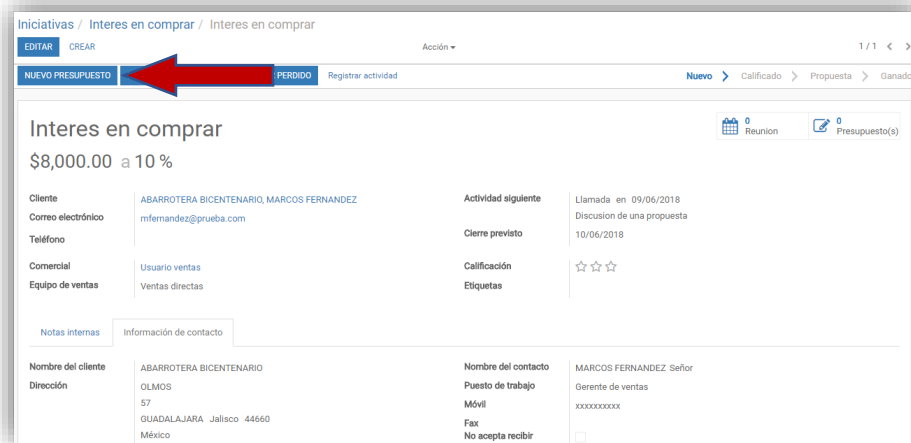 Iniciativas / Interes en comprar / Interes en comprar
EDITAR CREAR Acción 1 / 1
NUEVO PRESUPUESTO PERDIDO Registrar actividad Nuevo Calificado Propuesta Ganado
Interes en comprar 0 Reunion 0 Presupuesto(s)
$8,000.00 a 10 %
Cliente ABARROTERA BICENTENARIO, MARCOS FERNANDEZ Actividad siguiente Llamada en 09/06/2018
Correo electrónico mfernandez@prueba.com Discusion de una propuesta
Teléfono Cierre previsto 10/06/2018
Comercial Usuario ventas Calificación
Equipo de ventas Ventas directas Etiquetas
Notas internas Información de contacto
Nombre del cliente ABARROTERA BICENTENARIO Nombre del contacto MARCOS FERNANDEZ Señor
Dirección OLMOS Puesto de trabajo Gerente de ventas
57 Móvil xxxxxxxxxx
GUADALAJARA Jalisco 44660 Fax
México No acepta recibir